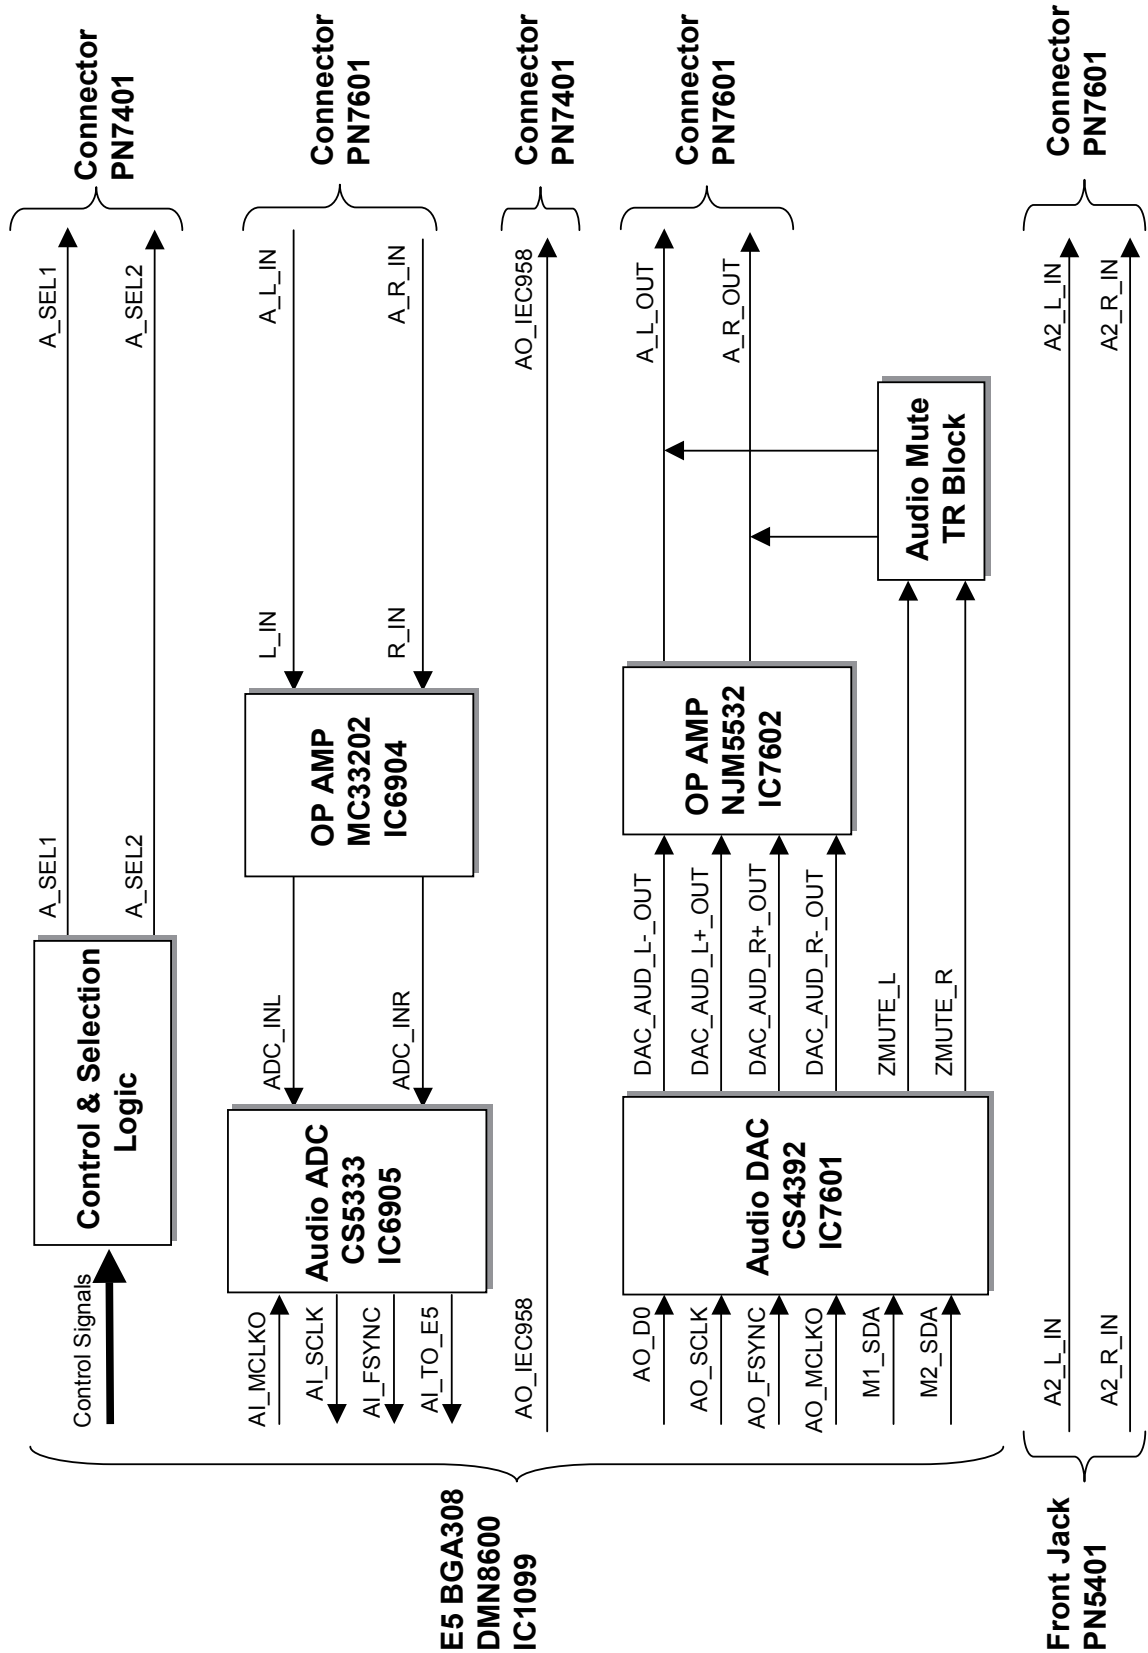 E5 BGA308
DMN8600
IC1099
Control Signals
Control & Selection
Logic
A_SEL1
A_SEL2
A_SEL1
A_SEL2
Connector
PN7401
AI_MCLKO
AI_SCLK
AI_FSYNC
AI_TO_E5
Audio ADC
CS5333
IC6905
ADC_INL
ADC_INR
OP AMP
MC33202
IC6904
L_IN
R_IN
A_L_IN
A_R_IN
Connector
PN7601
AO_IEC958
AO_IEC958
Connector
PN7401
AO_D0
AO_SCLK
AO_FSYNC
AO_MCLKO
M1_SDA
M2_SDA
Audio DAC
CS4392
IC7601
DAC_AUD_L-_OUT
DAC_AUD_L+_OUT
DAC_AUD_R+_OUT
DAC_AUD_R-_OUT
ZMUTE_L
ZMUTE_R
OP AMP
NJM5532
IC7602
Audio Mute
TR Block
A_L_OUT
A_R_OUT
Connector
PN7601
Front Jack
PN5401
A2_L_IN
A2_R_IN
A2_L_IN
A2_R_IN
Connector
PN7601